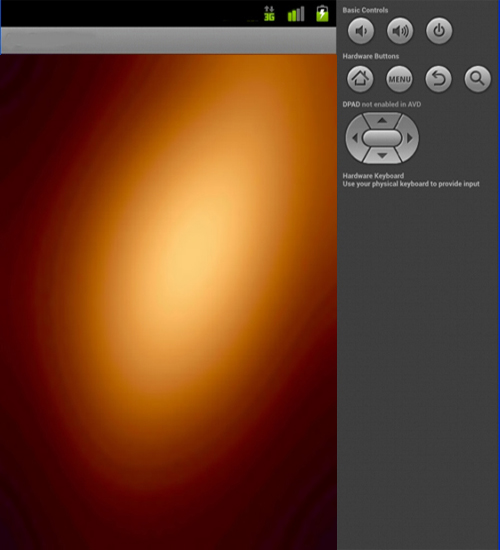 3G
Basic Controls
Hardware Buttons
MENU
DPAD not enabled in AVD
Hardware Keyboard
Use your physical keyboard to provide input